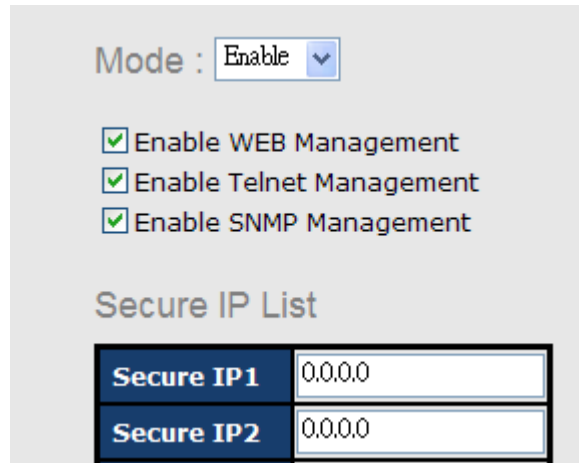 Mode : Enable
Enable WEB Management
Enable Telnet Management
Enable SNMP Management
Secure IP List
Secure IP1 0.0.0.0
Secure IP2 0.0.0.0